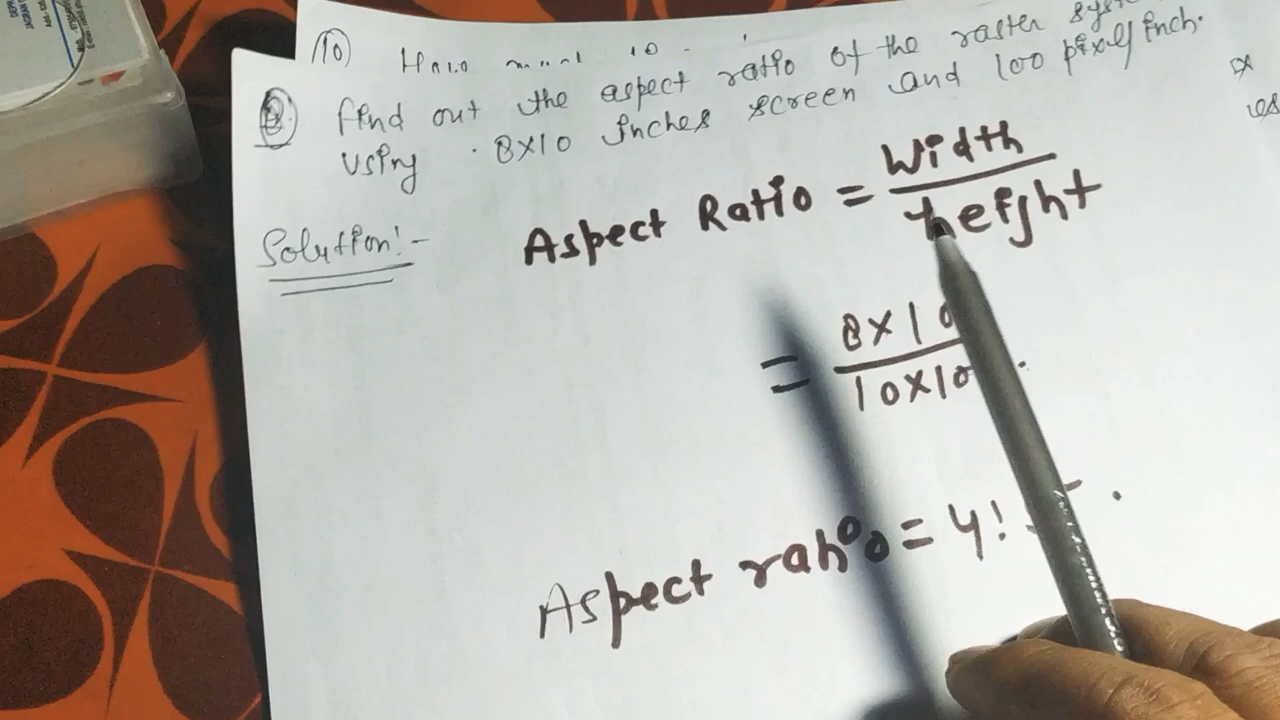 10
find out the aspect ratio of the raster
using 8X10 inches screen and 100 pixel/inch.
Solution:-
Aspect Ratio = Width
height
= 8X10
10X10
Aspect ratio = 4: